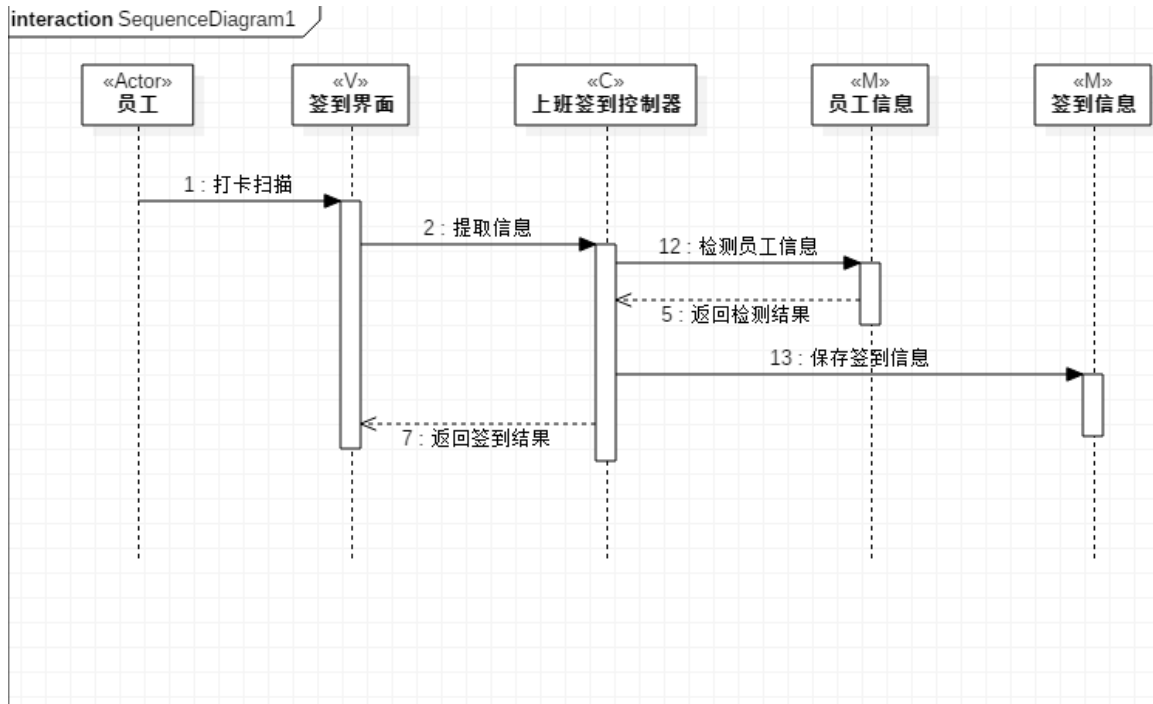 interaction SequenceDiagram1
«Actor»
员工
«V»
签到界面
«C»
上班签到控制器
«M»
员工信息
«M»
签到信息
1 : 打卡扫描
2 : 提取信息
12 : 检测员工信息
5 : 返回检测结果
13 : 保存签到信息
7 : 返回签到结果